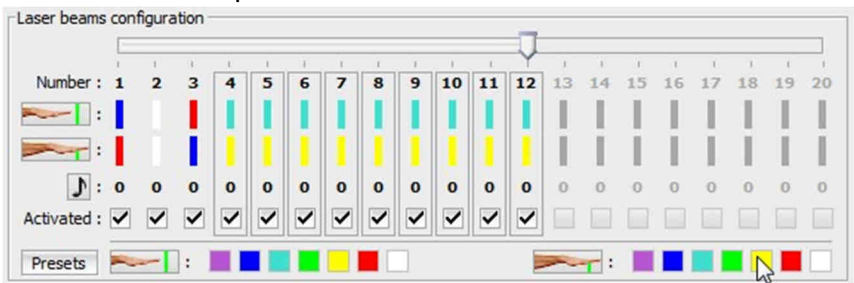 Laser beams configuration
Number : 1 2 3 4 5 6 7 8 9 10 11 12 13 14 15 16 17 18 19 20
:
:
♪ : 0 0 0 0 0 0 0 0 0 0 0 0 0 0 0 0 0 0 0 0
Activated :
Presets : :